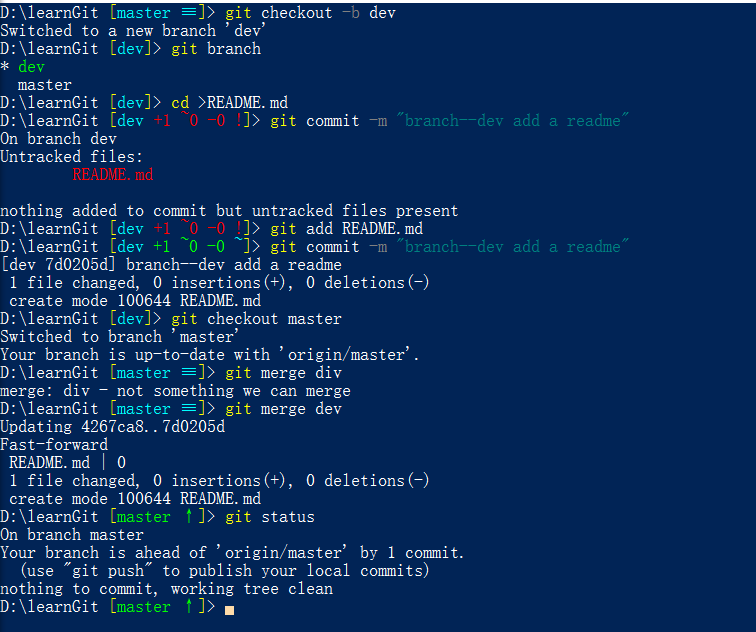 D:\learnGit [master ≡]> git checkout -b dev
Switched to a new branch 'dev'
D:\learnGit [dev]> git branch
* dev
  master
D:\learnGit [dev]> cd >README.md
D:\learnGit [dev +1 ~0 -0 !]> git commit -m "branch--dev add a readme"
On branch dev
Untracked files:
        README.md

nothing added to commit but untracked files present
D:\learnGit [dev +1 ~0 -0 !]> git add README.md
D:\learnGit [dev +1 ~0 -0 ~]> git commit -m "branch--dev add a readme"
[dev 7d0205d] branch--dev add a readme
 1 file changed, 0 insertions(+), 0 deletions(-)
 create mode 100644 README.md
D:\learnGit [dev]> git checkout master
Switched to branch 'master'
Your branch is up-to-date with 'origin/master'.
D:\learnGit [master ≡]> git merge div
merge: div - not something we can merge
D:\learnGit [master ≡]> git merge dev
Updating 4267ca8..7d0205d
Fast-forward
 README.md | 0
 1 file changed, 0 insertions(+), 0 deletions(-)
 create mode 100644 README.md
D:\learnGit [master ↑]> git status
On branch master
Your branch is ahead of 'origin/master' by 1 commit.
  (use "git push" to publish your local commits)
nothing to commit, working tree clean
D:\learnGit [master ↑]>